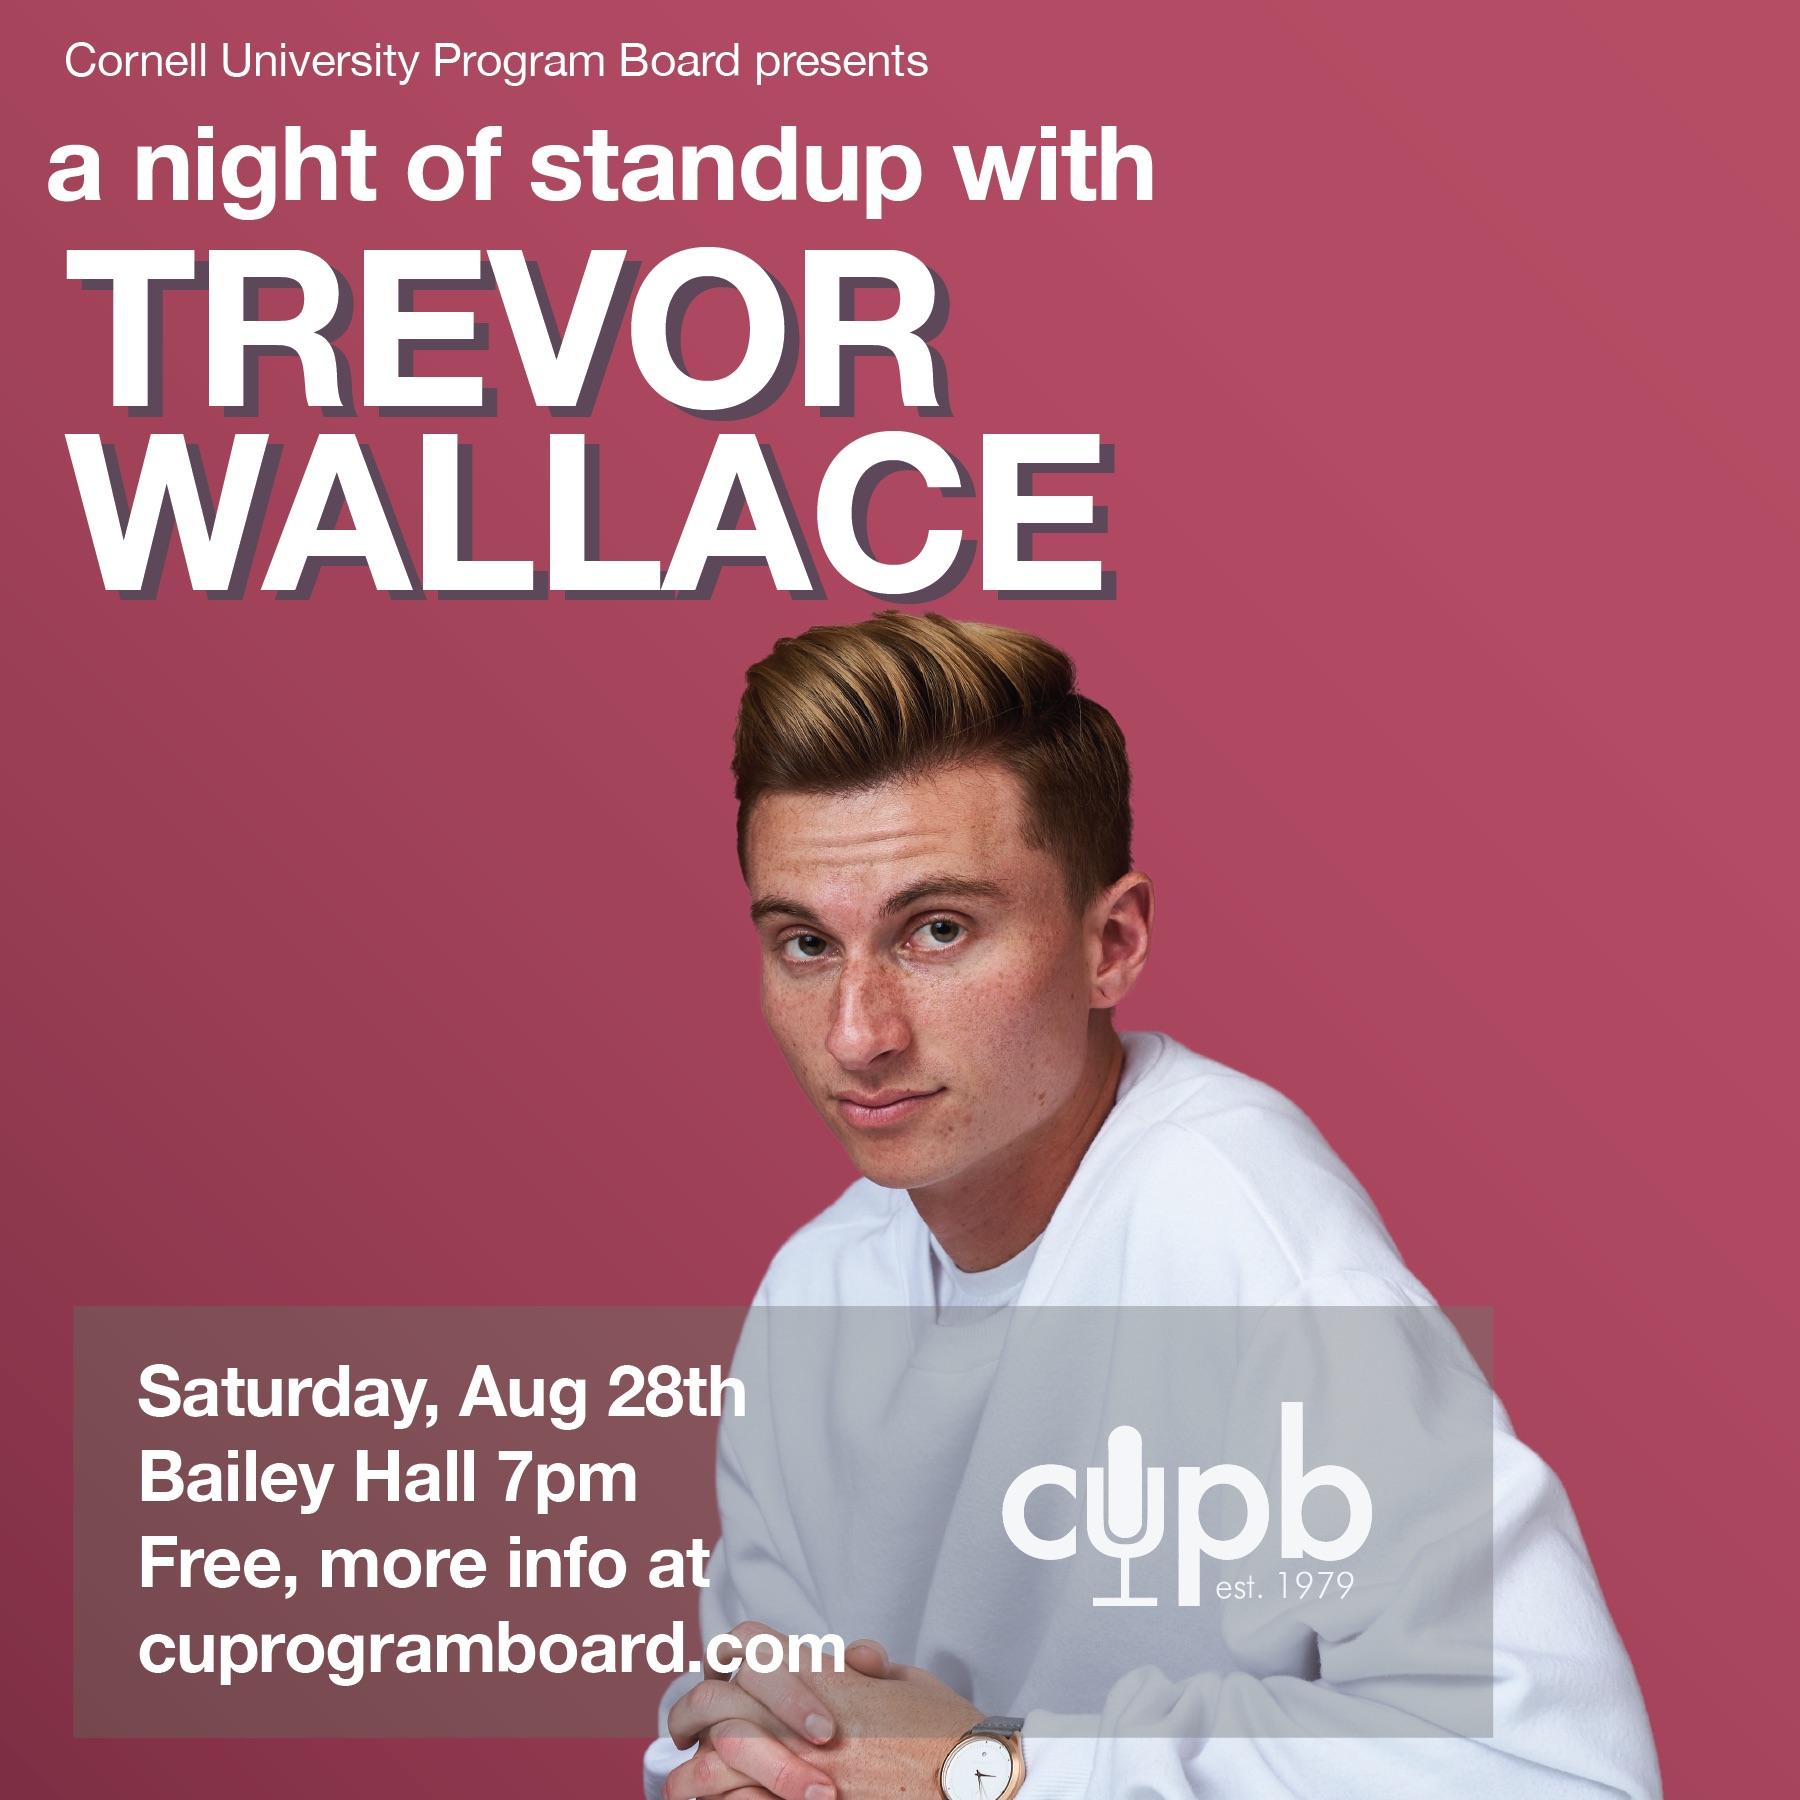 Cornell University Program Board presents
a night of standup with
TREVOR
WALLACE
Saturday, Aug 28th
Bailey Hall 7pm
Free, more info at
cuprogramboard.com
cupb
est. 1979